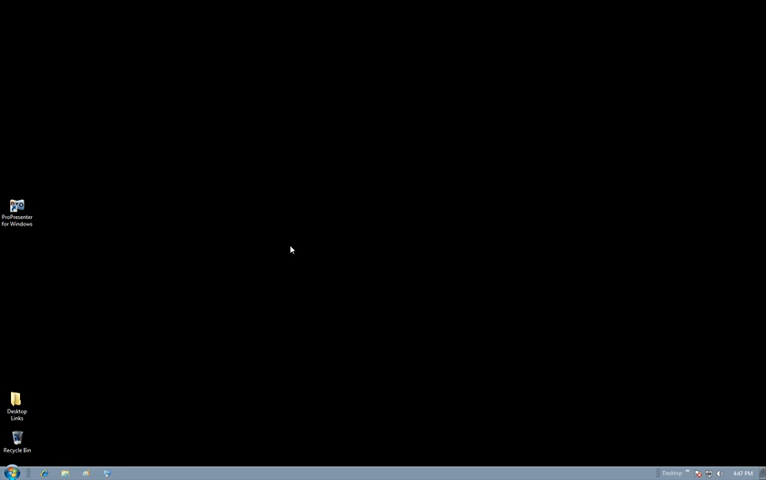 ProPresenter
for Windows
Desktop
Links
Recycle Bin
Desktop
4:47 PM